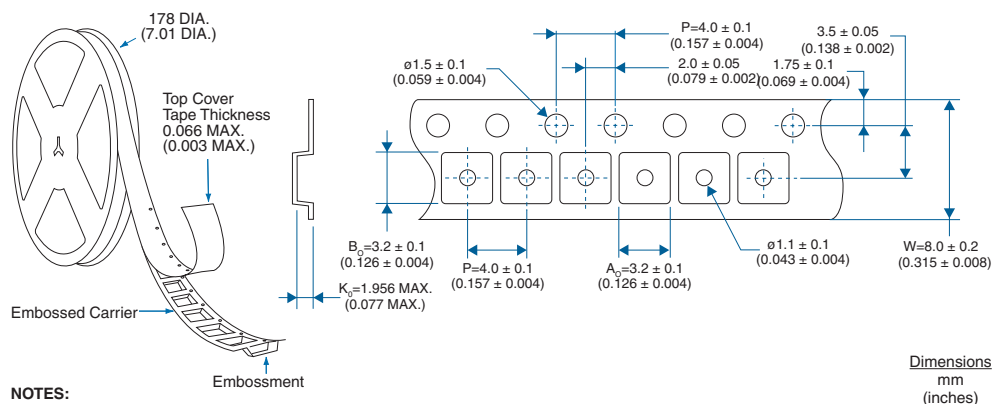 178 DIA.
(7.01 DIA.)
Top Cover
Tape Thickness
0.066 MAX.
(0.003 MAX.)
Embossed Carrier
Embossment
B₀=3.2 ± 0.1
(0.126 ± 0.004)
K₀=1.956 MAX.
(0.077 MAX.)
ø1.5 ± 0.1
(0.059 ± 0.004)
P=4.0 ± 0.1
(0.157 ± 0.004)
2.0 ± 0.05
(0.079 ± 0.002)
3.5 ± 0.05
(0.138 ± 0.002)
1.75 ± 0.1
(0.069 ± 0.004)
P=4.0 ± 0.1
(0.157 ± 0.004)
A₀=3.2 ± 0.1
(0.126 ± 0.004)
ø1.1 ± 0.1
(0.043 ± 0.004)
W=8.0 ± 0.2
(0.315 ± 0.008)
Dimensions
mm
(inches)
NOTES: